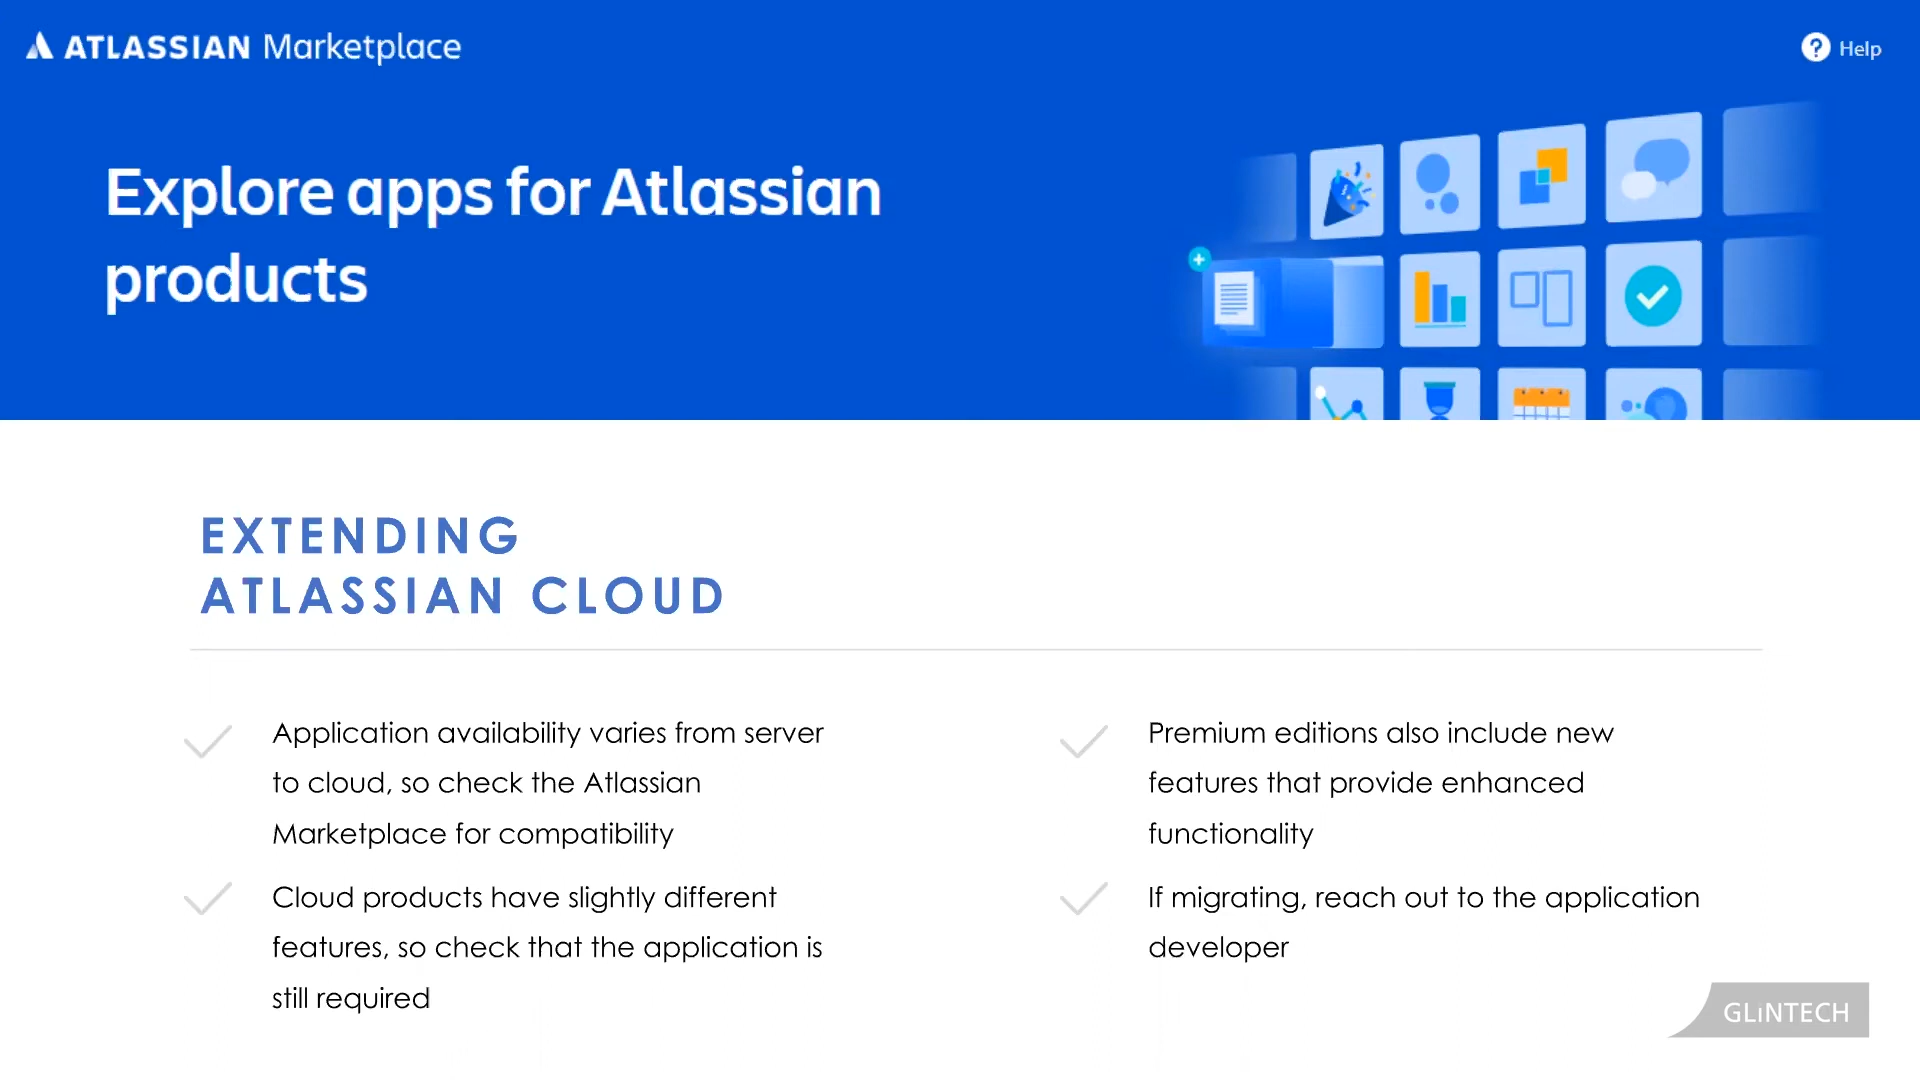 ATLASSIAN Marketplace
? Help
Explore apps for Atlassian
products
EXTENDING
ATLASSIAN CLOUD
Application availability varies from server
to cloud, so check the Atlassian
Marketplace for compatibility
Cloud products have slightly different
features, so check that the application is
still required
Premium editions also include new
features that provide enhanced
functionality
If migrating, reach out to the application
developer
GLiNTECH